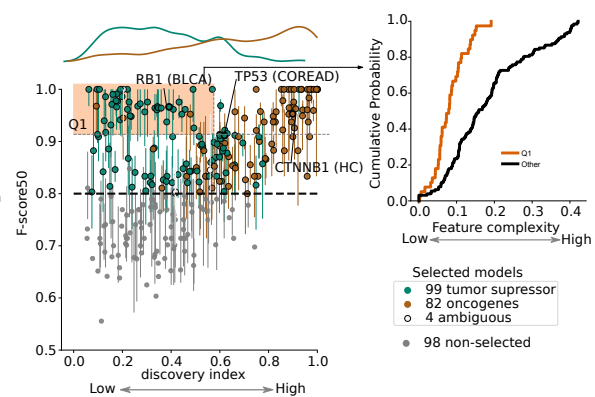 RB1 (BLCA)
TP53 (COREAD)
Q1
CTNNB1 (HC)
F-score50
1.0
0.9
0.8
0.7
0.6
0.5
0.0
0.2
0.4
0.6
0.8
1.0
discovery index
Low
High
Cumulative Probability
1.0
0.8
0.6
0.4
0.2
0.0
Q1
Other
0.0
0.1
0.2
0.3
0.4
Feature complexity
Low
High
Selected models
99 tumor supressor
82 oncogenes
4 ambiguous
98 non-selected